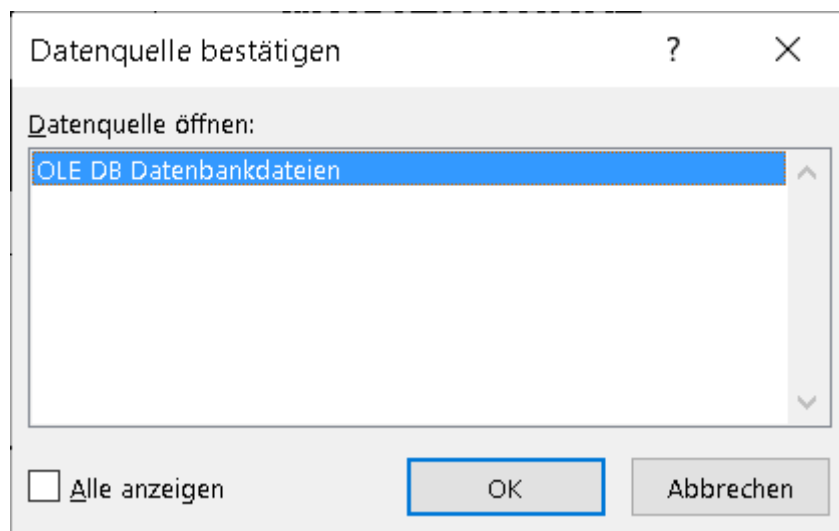 Datenquelle bestätigen ?
Datenquelle öffnen:
OLE DB Datenbankdateien
Alle anzeigen OK Abbrechen